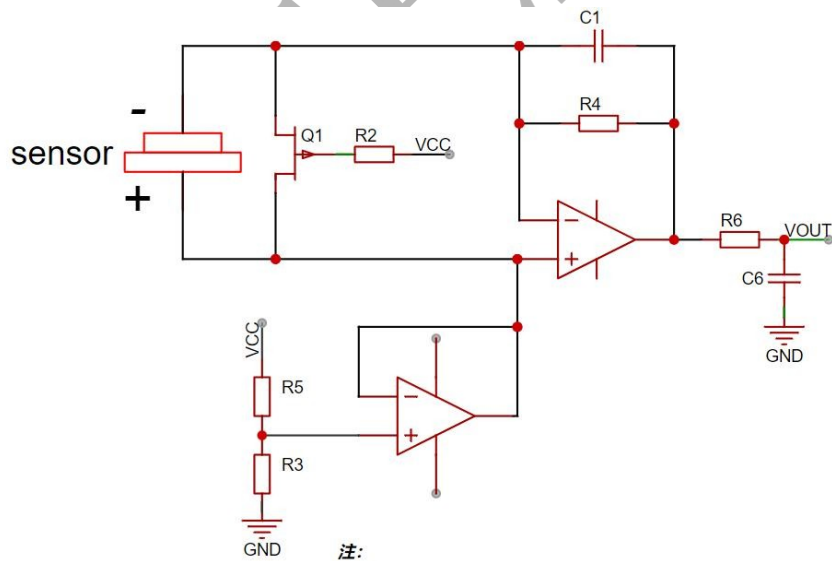 C1
R4
-
Q1
R2
VCC
sensor
+
-
+
R6
VOUT
C6
GND
VCC
R5
-
+
R3
GND
注: